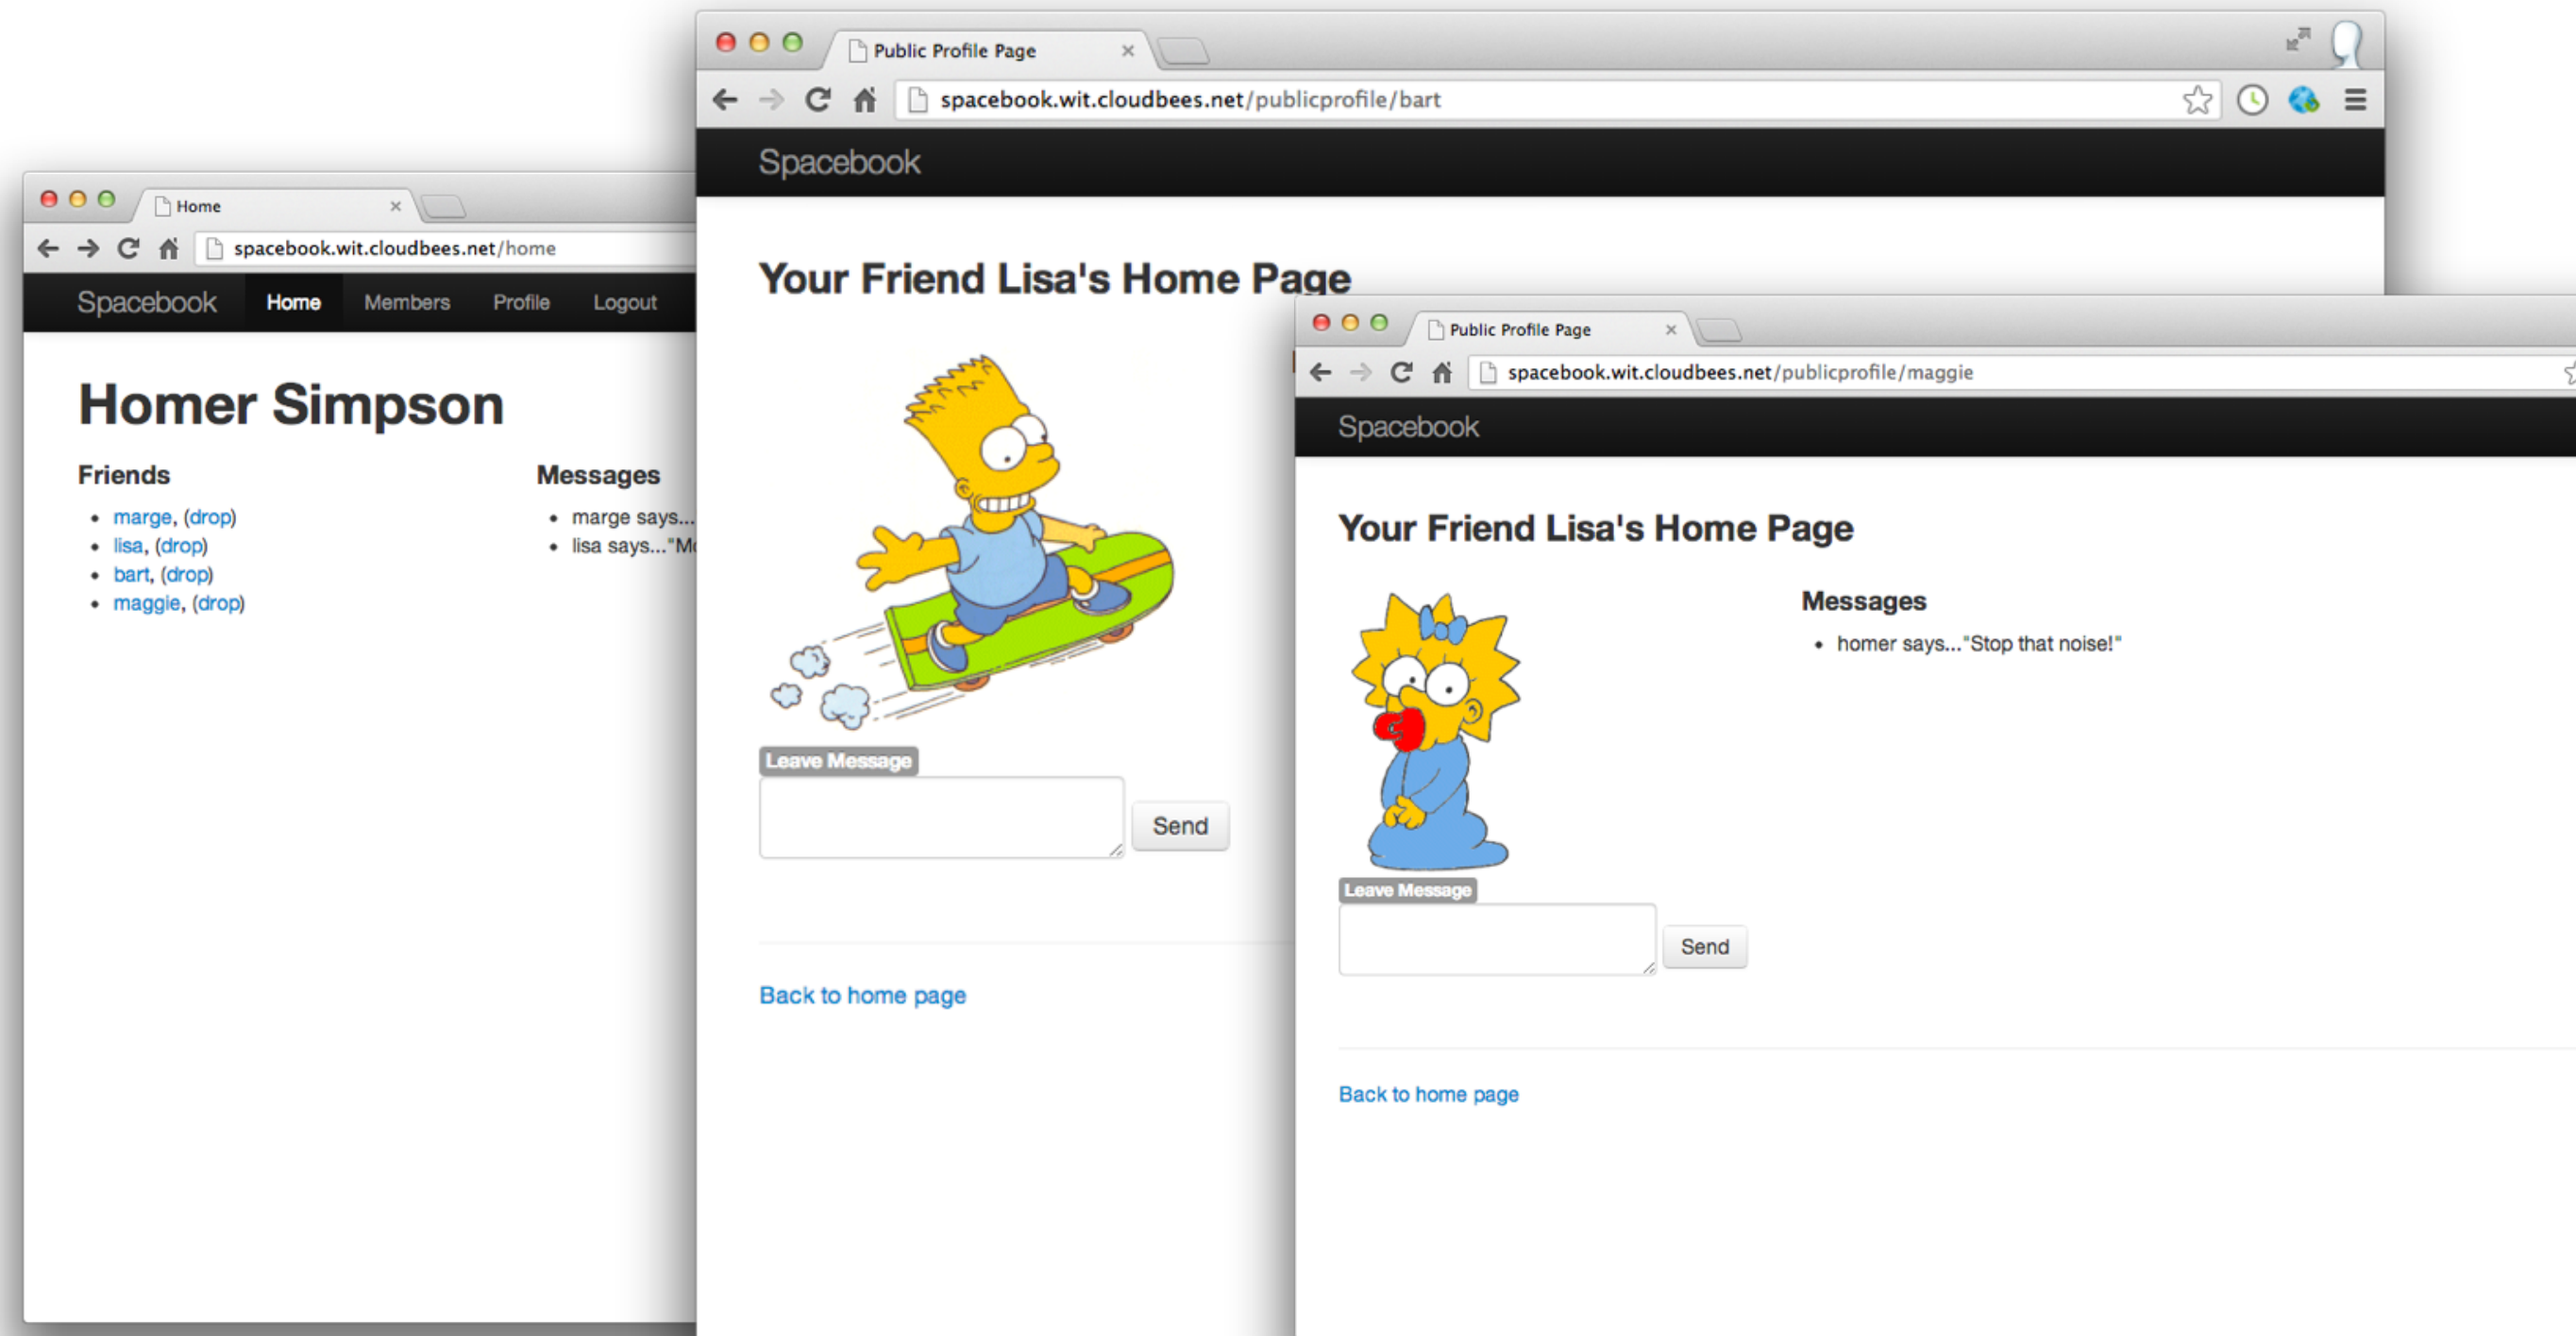 Home
spacebook.wit.cloudbees.net/home
Spacebook Home Members Profile Logout
Homer Simpson
Friends
marge, (drop)
lisa, (drop)
bart, (drop)
maggie, (drop)
Messages
marge says...
lisa says..."Mo
Public Profile Page
spacebook.wit.cloudbees.net/publicprofile/bart
Spacebook
Your Friend Lisa's Home Page
Leave Message
Send
Back to home page
Public Profile Page
spacebook.wit.cloudbees.net/publicprofile/maggie
Spacebook
Your Friend Lisa's Home Page
Messages
homer says..."Stop that noise!"
Leave Message
Send
Back to home page